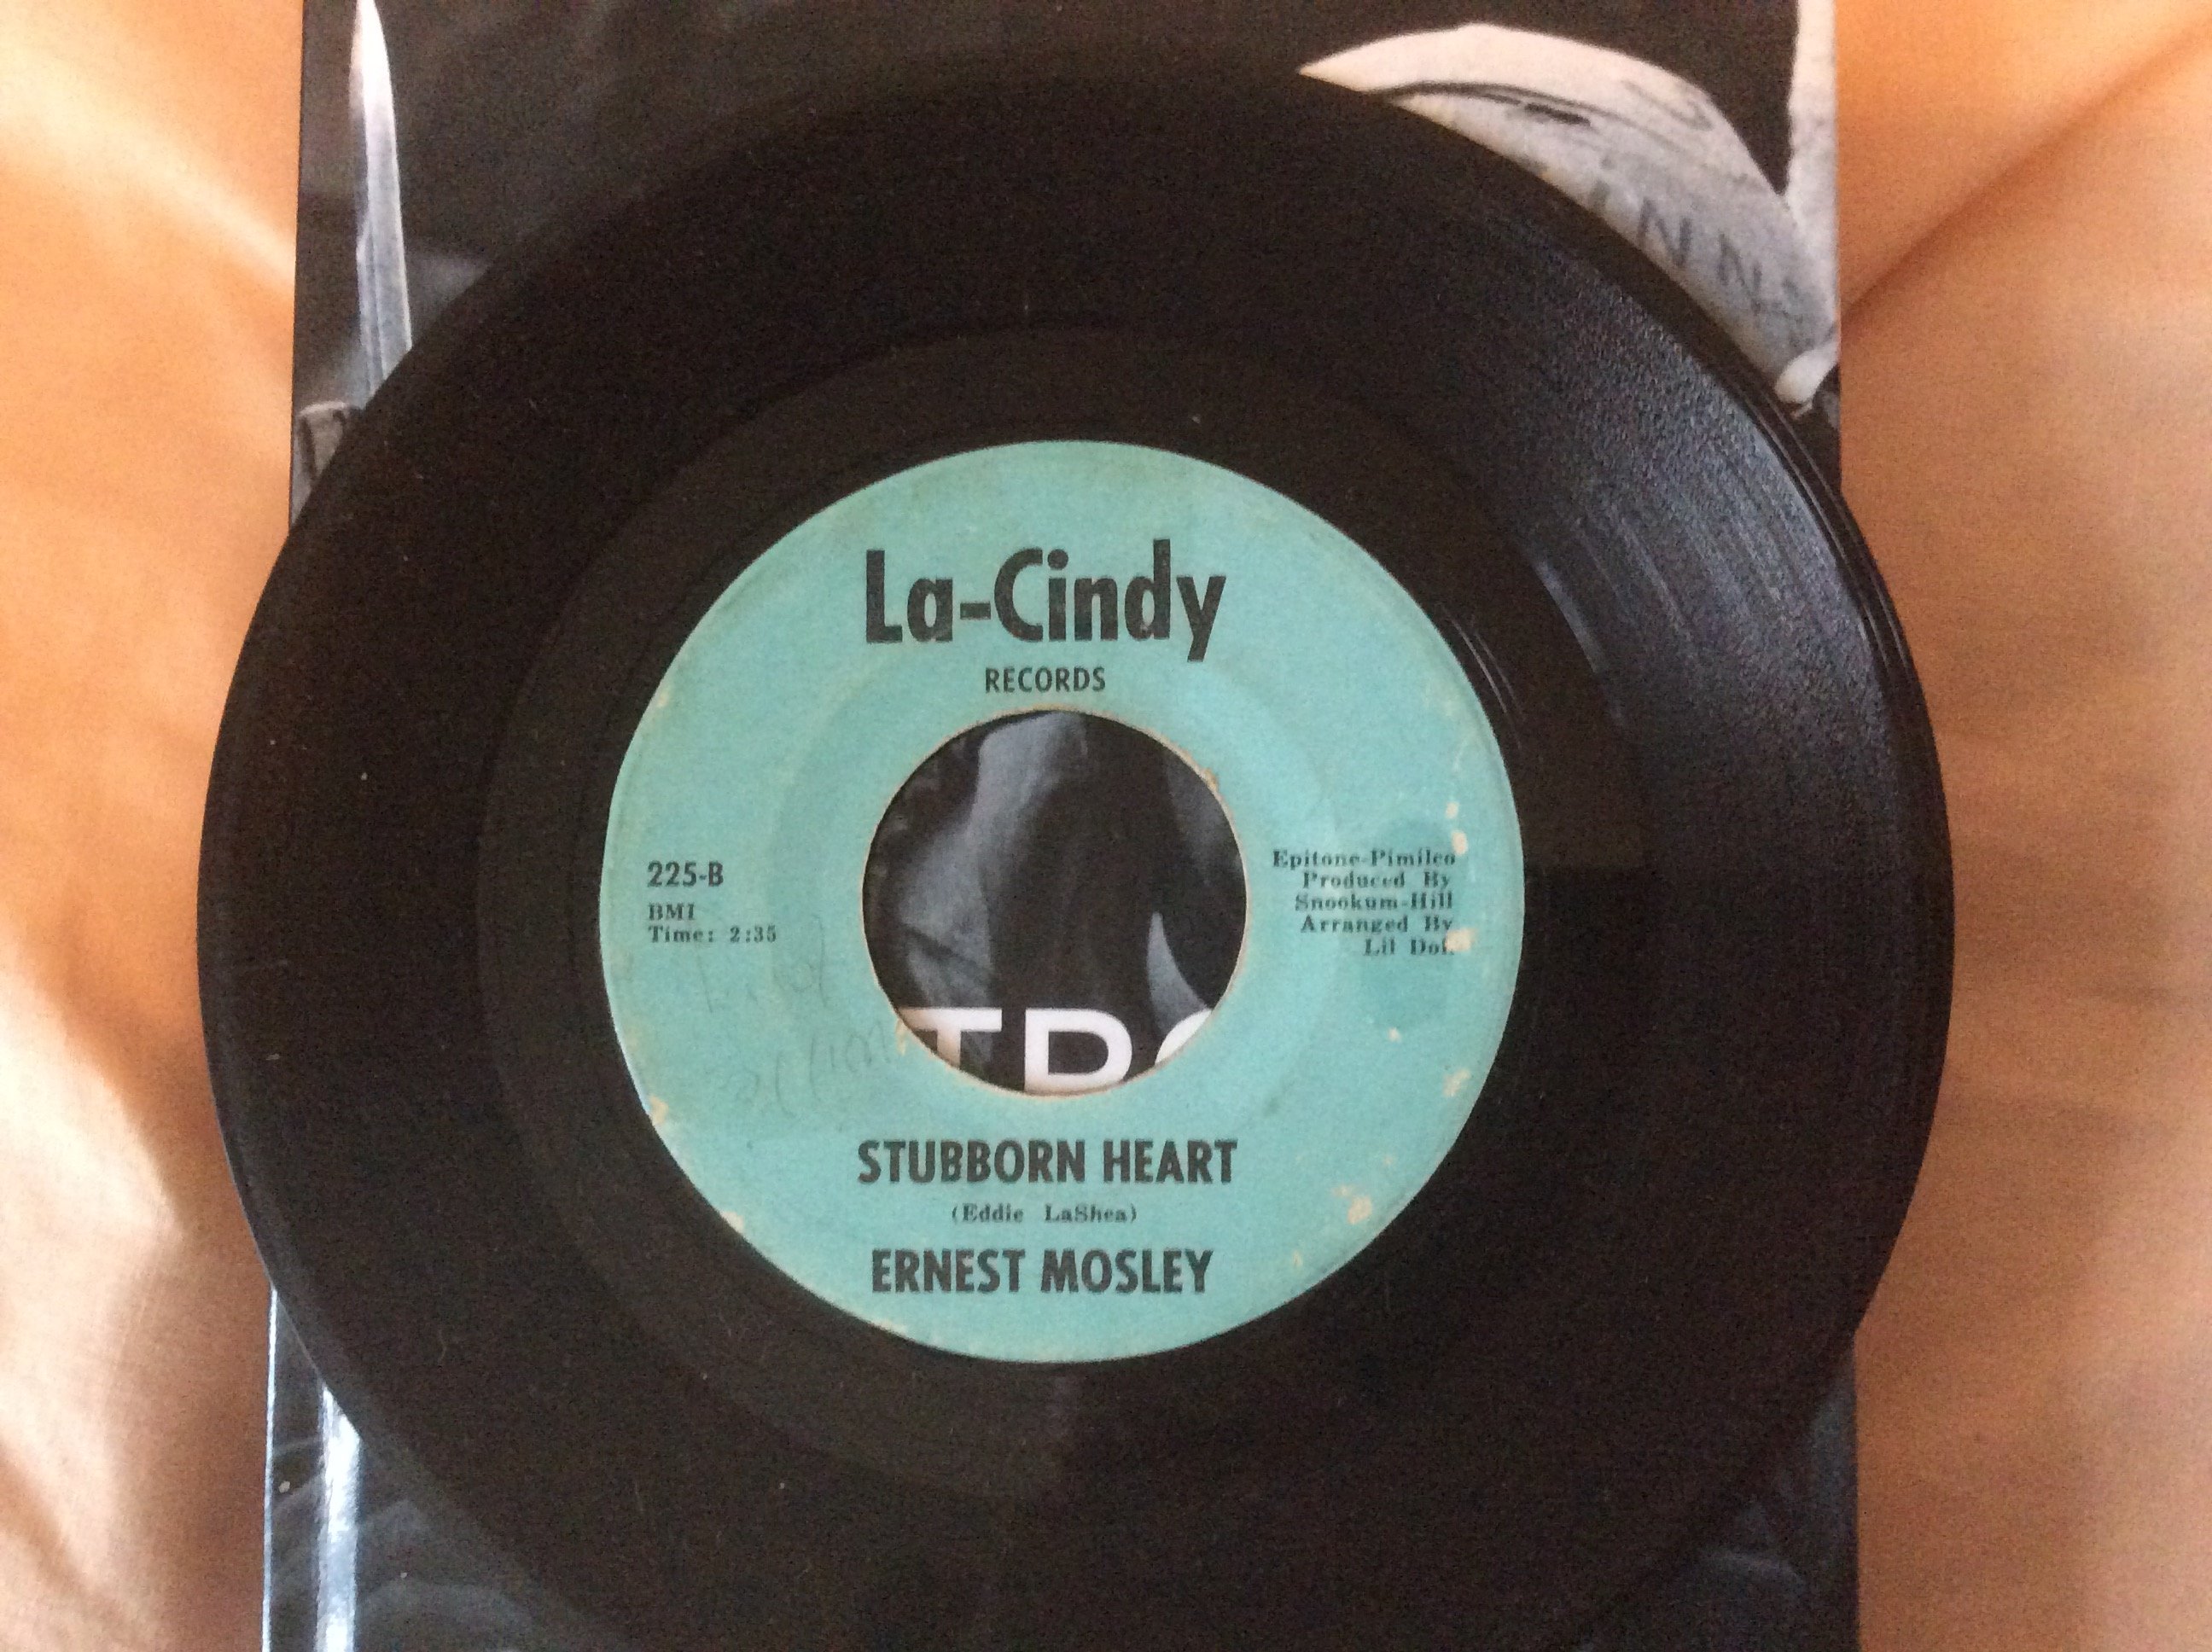 La-Cindy
RECORDS
225-B
BMI
Time: 2:35
Epitone-Pimilco
Produced By
Snookum-Hill
Arranged By
Lil
STUBBORN HEART
(Eddie LaShea)
ERNEST MOSLEY